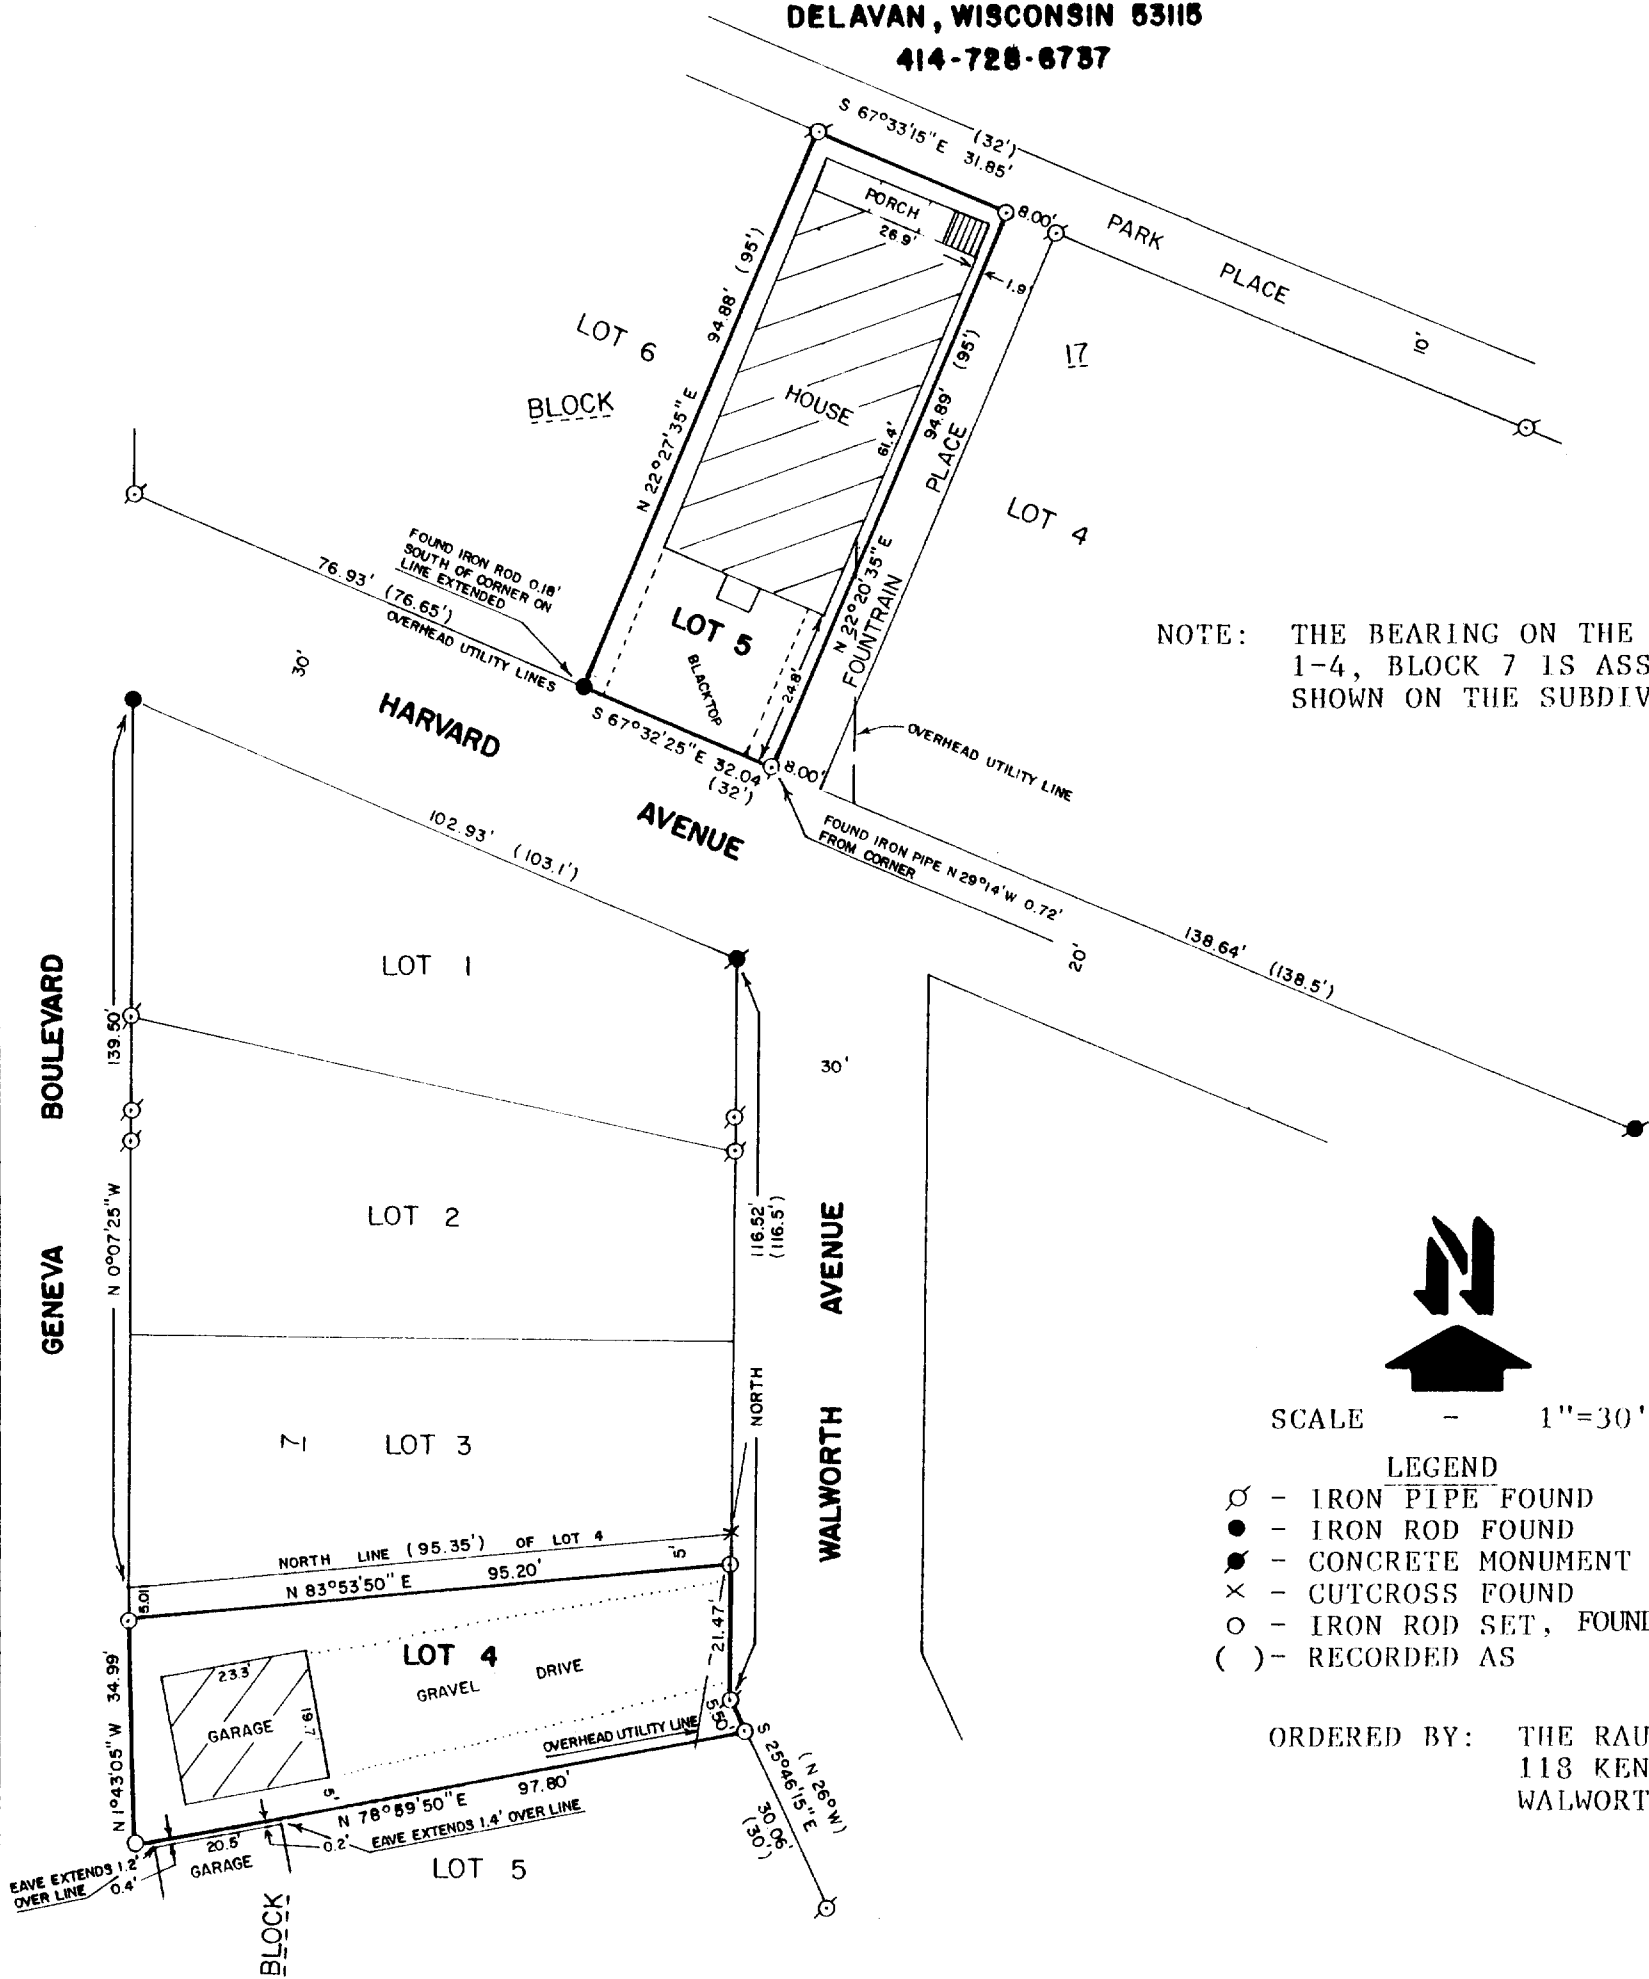 DELAVAN, WISCONSIN 53115
414-728-6737
S 67°33'15" E 31.85'
(32')
8.00'
PARK
PLACE
10'
PORCH
26.9'
1.9'
94.88' (95')
N 22°27'35" E
LOT 6
BLOCK
17
HOUSE
61.4'
94.89' (95')
N 22°20'35" E
PLACE
FOUNTRAIN
LOT 4
FOUND IRON ROD 0.18'
SOUTH OF CORNER ON
LINE EXTENDED
76.93'
(76.65')
OVERHEAD UTILITY LINES
30'
HARVARD
AVENUE
LOT 5
BLACKTOP
24.8'
S 67°32'25" E 32.04
(32')
8.00'
OVERHEAD UTILITY LINE
FOUND IRON PIPE N 29°14' W 0.72'
FROM CORNER
20'
138.64' (138.5')
NOTE: THE BEARING ON THE
1-4, BLOCK 7 IS ASS
SHOWN ON THE SUBDIV
102.93' (103.1')
LOT 1
GENEVA BOULEVARD
139.50'
N 0°07'25" W
LOT 2
116.52'
(116.5')
30'
WALWORTH AVENUE
NORTH
7
LOT 3
NORTH LINE (95.35') OF LOT 4
5'
N 83°53'50" E 95.20'
5.01
LOT 4
GRAVEL DRIVE
21.47'
5.50'
N 1°43'05" W 34.99'
23.3'
19.7
GARAGE
5'
OVERHEAD UTILITY LINE
N 78°59'50" E 97.80'
EAVE EXTENDS 1.4' OVER LINE
0.2'
20.5'
GARAGE
EAVE EXTENDS 1.2'
OVER LINE
0.4'
LOT 5
BLOCK
(N 26° W)
S 25°46'15" E
30.06'
(30')
N
SCALE - 1"=30'
LEGEND
- IRON PIPE FOUND
- IRON ROD FOUND
- CONCRETE MONUMENT
- CUTCROSS FOUND
- IRON ROD SET, FOUND
( )- RECORDED AS
ORDERED BY: THE RAU
118 KEN
WALWORT